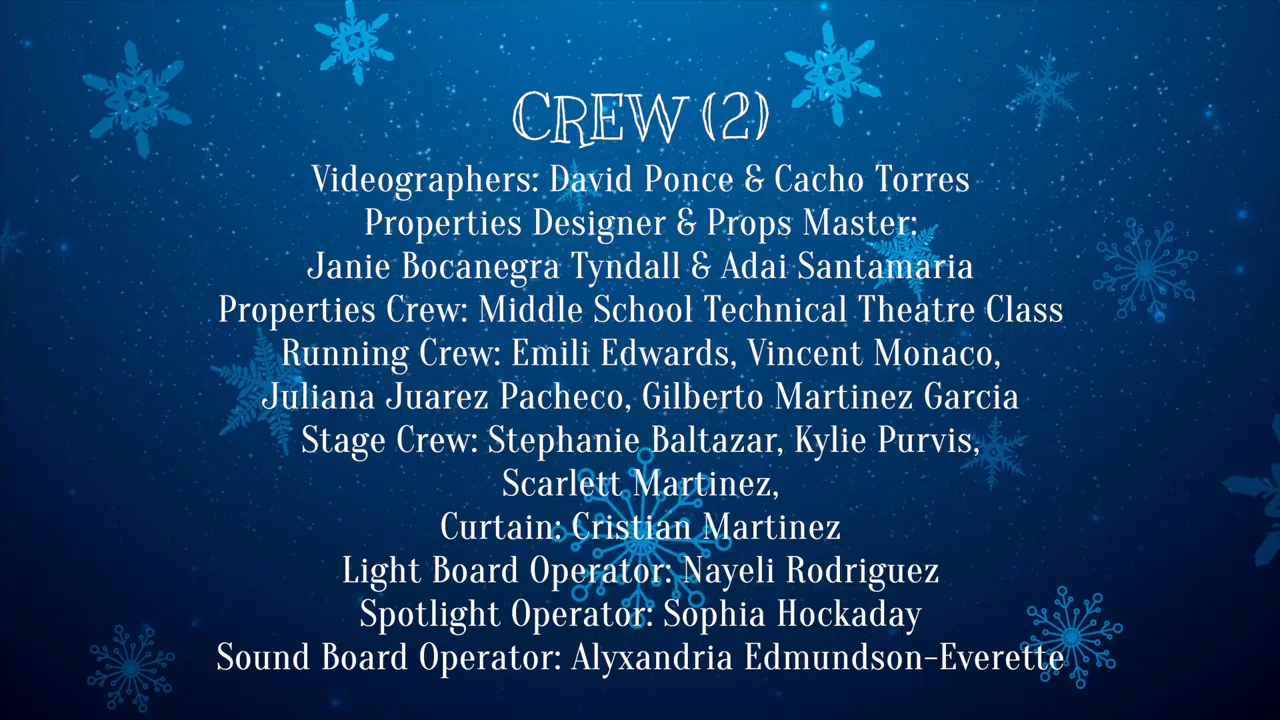 CREW (2)
Videographers: David Ponce & Cacho Torres
Properties Designer & Props Master:
Janie Bocanegra Tyndall & Adai Santamaria
Properties Crew: Middle School Technical Theatre Class
Running Crew: Emili Edwards, Vincent Monaco,
Juliana Juarez Pacheco, Gilberto Martinez Garcia
Stage Crew: Stephanie Baltazar, Kylie Purvis,
Scarlett Martinez,
Curtain: Cristian Martinez
Light Board Operator: Nayeli Rodriguez
Spotlight Operator: Sophia Hockaday
Sound Board Operator: Alyxandria Edmundson-Everette